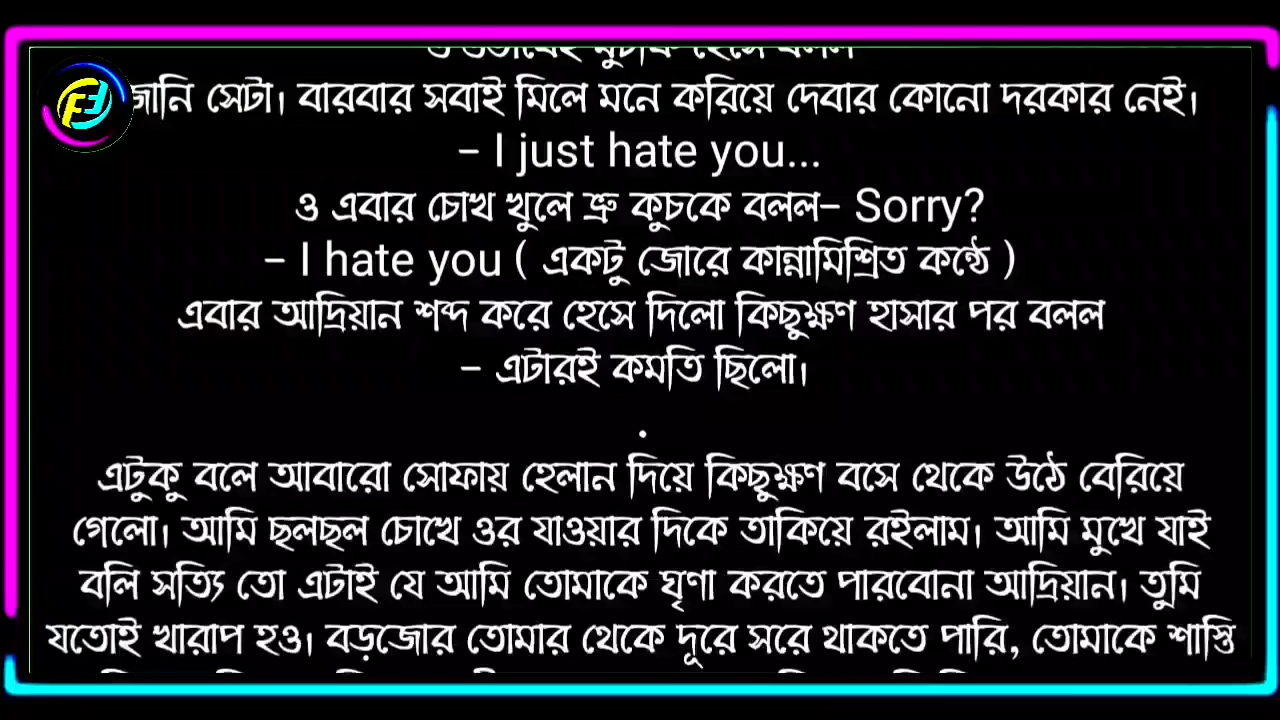 জানি সেটা। বারবার সবাই মিলে মনে করিয়ে দেবার কোনো দরকার নেই।
– I just hate you...
ও এবার চোখ খুলে ভ্রু কুচকে বলল– Sorry?
– I hate you ( একটু জোরে কান্নামিশ্রিত কন্ঠে )
এবার আদ্রিয়ান শব্দ করে হেসে দিলো কিছুক্ষণ হাসার পর বলল
– এটারই কমতি ছিলো।
.
এটুকু বলে আবারো সোফায় হেলান দিয়ে কিছুক্ষণ বসে থেকে উঠে বেরিয়ে
গেলো। আমি ছলছল চোখে ওর যাওয়ার দিকে তাকিয়ে রইলাম। আমি মুখে যাই
বলি সত্যি তো এটাই যে আমি তোমাকে ঘৃণা করতে পারবোনা আদ্রিয়ান। তুমি
যতোই খারাপ হও। বড়জোর তোমার থেকে দূরে সরে থাকতে পারি, তোমাকে শাস্তি